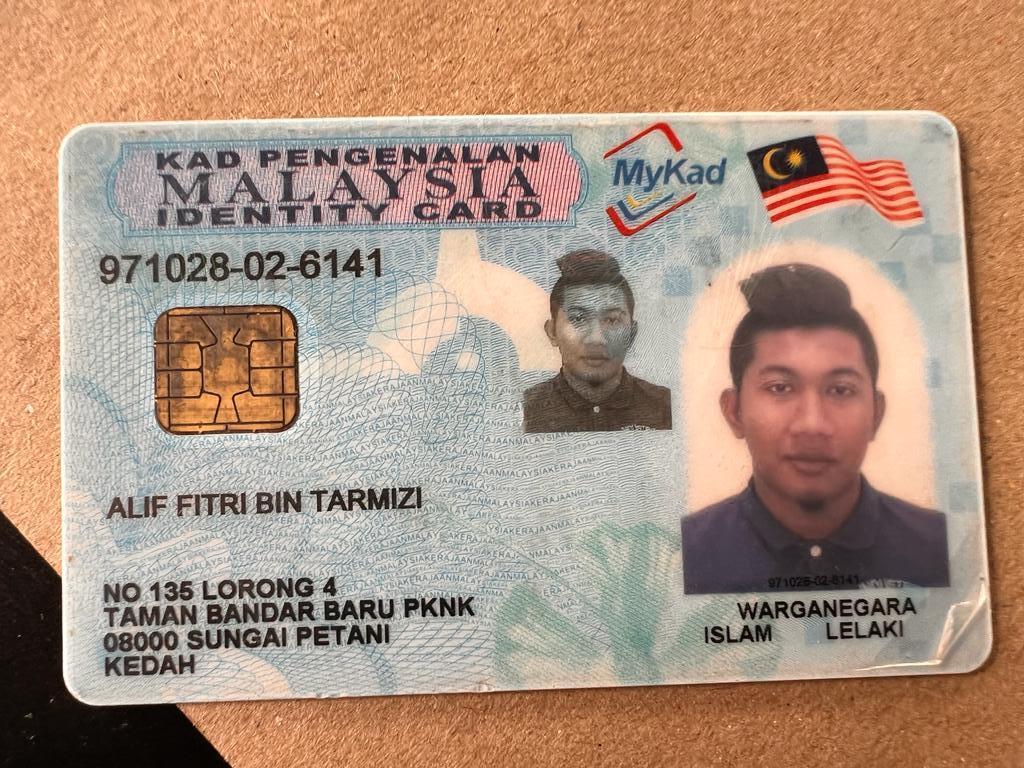 KAD PENGENALAN
MALAYSIA
IDENTITY CARD
MyKad
971028-02-6141
ALIF FITRI BIN TARMIZI
NO 135 LORONG 4
TAMAN BANDAR BARU PKNK
08000 SUNGAI PETANI
KEDAH
971028-02-6141
WARGANEGARA
ISLAM LELAKI